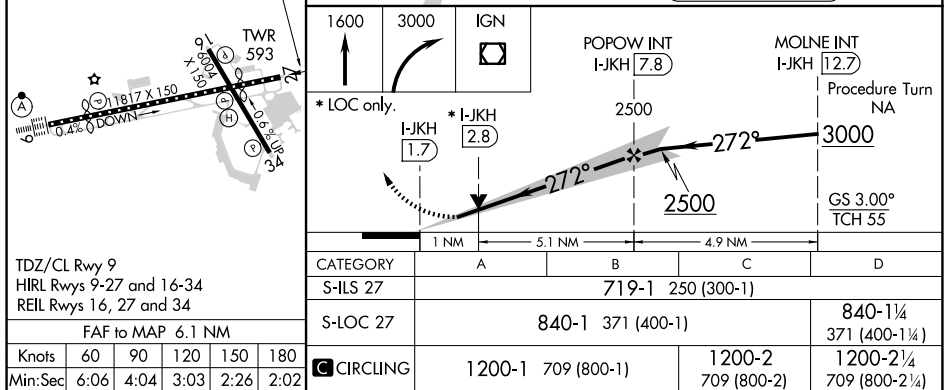 16
TWR
593
6004
X 150
P
27
A
P
11817 X 150
P
H
0.4% DOWN
0.6% UP
9
P
34
TDZ/CL Rwy 9
HIRL Rwys 9-27 and 16-34
REIL Rwys 16, 27 and 34
FAF to MAP 6.1 NM
Knots 60 90 120 150 180
Min:Sec 6:06 4:04 3:03 2:26 2:02
1600 3000 IGN
* LOC only.
POPOW INT
I-JKH 7.8
MOLNE INT
I-JKH 12.7
Procedure Turn
NA
2500
I-JKH
1.7
* I-JKH
2.8
272°
272°
3000
2500
GS 3.00°
TCH 55
1 NM 5.1 NM 4.9 NM
CATEGORY A B C D
S-ILS 27 719-1 250 (300-1)
S-LOC 27 840-1 371 (400-1) 840-1¼ 371 (400-1¼)
C CIRCLING 1200-1 709 (800-1) 1200-2 709 (800-2) 1200-2¼ 709 (800-2¼)